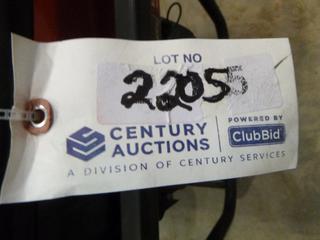 LOT NO
2205
CENTURY
AUCTIONS
POWERED BY
ClubBid
A DIVISION OF CENTURY SERVICES